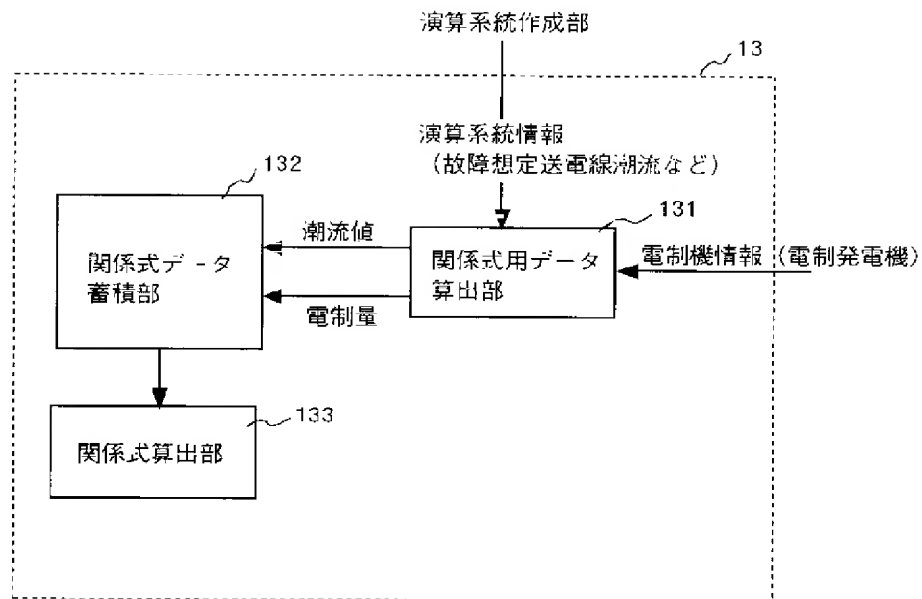 演算系統作成部
13
演算系統情報
（故障想定送電線潮流など）
132
131
潮流値
関係式データ
蓄積部
関係式用データ
算出部
電制機情報（電制発電機）
電制量
133
関係式算出部